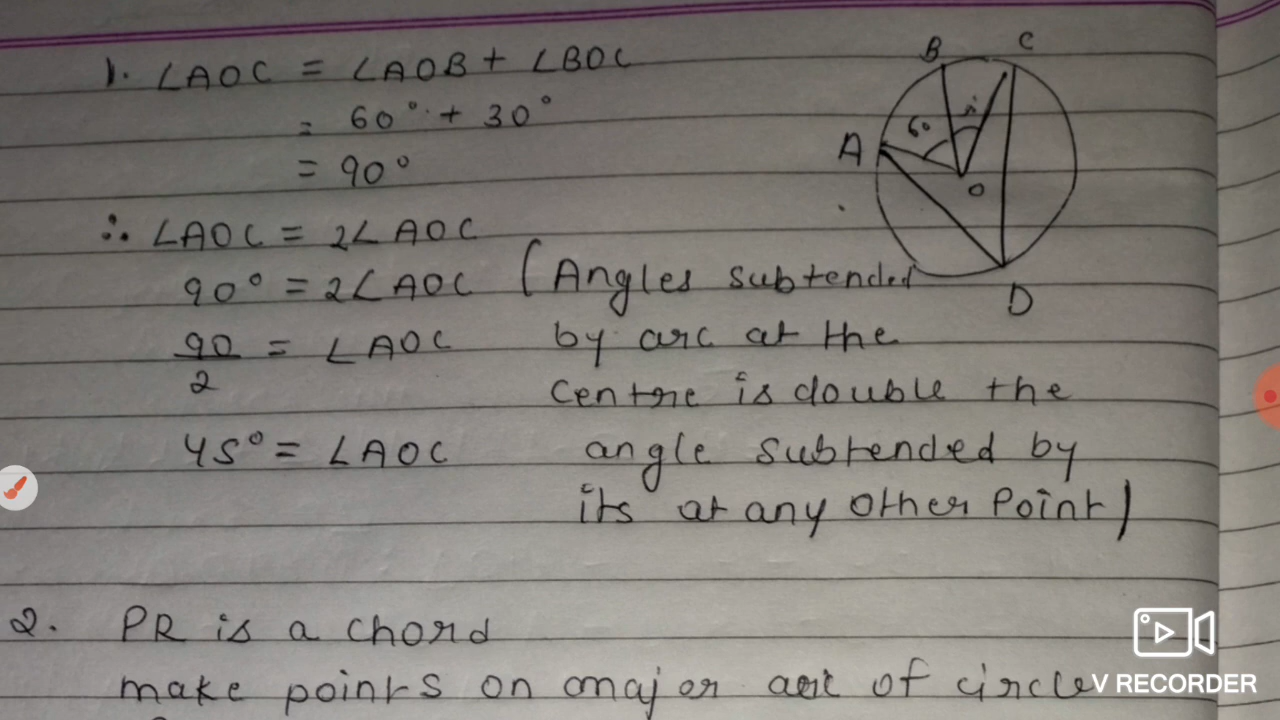 1. ∠AOC = ∠AOB + ∠BOC
= 60° + 30°
= 90°
∴ ∠AOC = 2∠AOC
90° = 2∠AOC (Angles subtended
90/2 = ∠AOC by arc at the
centre is double the
45° = ∠AOC angle subtended by
its at any other point)
B C
60
A
O
D
2. PR is a chord
make points on major arc of circle
V RECORDER